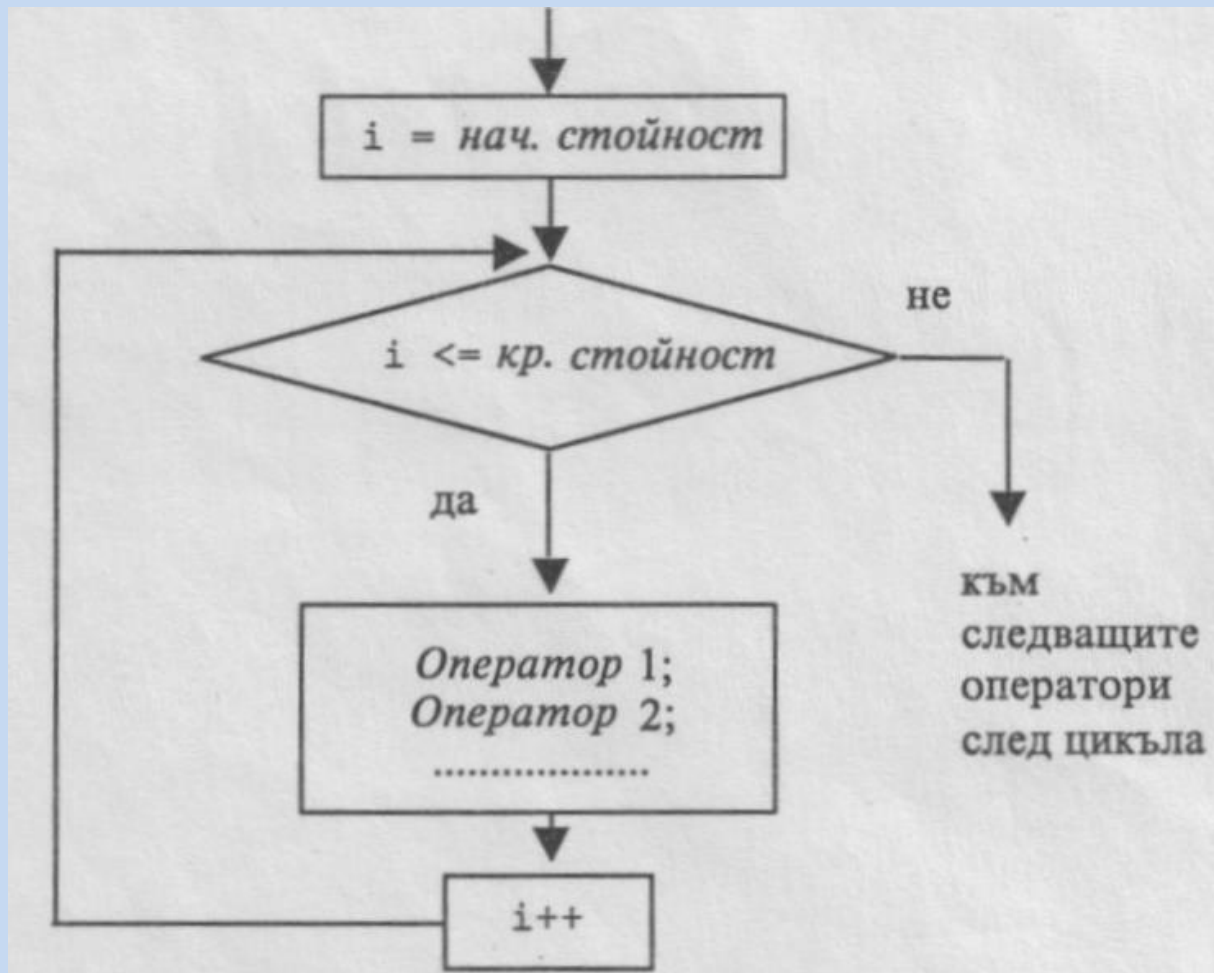 i = нач. стойност
не
i <= кр. стойност
да
Оператор 1;
Оператор 2;
...................
към
следващите
оператори
след цикъла
i++